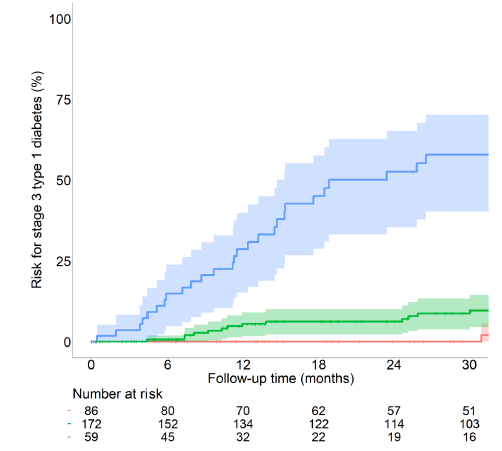 100
75
50
25
0
Risk for stage 3 type 1 diabetes (%)
0 6 12 18 24 30
Follow-up time (months)
Number at risk
- 86 80 70 62 57 51
- 172 152 134 122 114 103
- 59 45 32 22 19 16